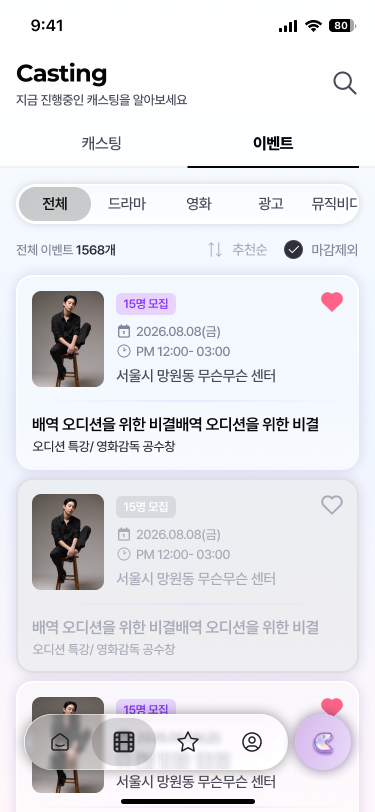 9:41
80
Casting
지금 진행중인 캐스팅을 알아보세요
캐스팅
이벤트
전체
드라마
영화
광고
뮤직비디
전체 이벤트 1568개
추천순
마감제외
15명 모집
2026.08.08(금)
PM 12:00- 03:00
서울시 망원동 무슨무슨 센터
배역 오디션을 위한 비결배역 오디션을 위한 비결
오디션 특강/ 영화감독 공수창
15명 모집
2026.08.08(금)
PM 12:00- 03:00
서울시 망원동 무슨무슨 센터
배역 오디션을 위한 비결배역 오디션을 위한 비결
오디션 특강/ 영화감독 공수창
15명 모집
서울시 망원동 무슨무슨 센터